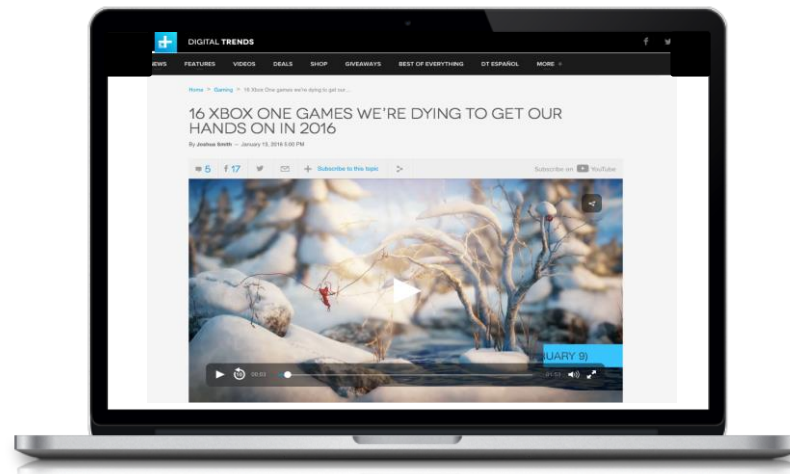 DIGITAL TRENDS
EWS FEATURES VIDEOS DEALS SHOP GIVEAWAYS BEST OF EVERYTHING DT ESPAÑOL MORE +
Home > Gaming > 16 Xbox One games we're dying to get our...
16 XBOX ONE GAMES WE'RE DYING TO GET OUR
HANDS ON IN 2016
By Joshua Smith – January 13, 2016 5:00 PM
5 17 + Subscribe to this topic Subscribe on YouTube
NUARY 9)
10 00:02 01:57